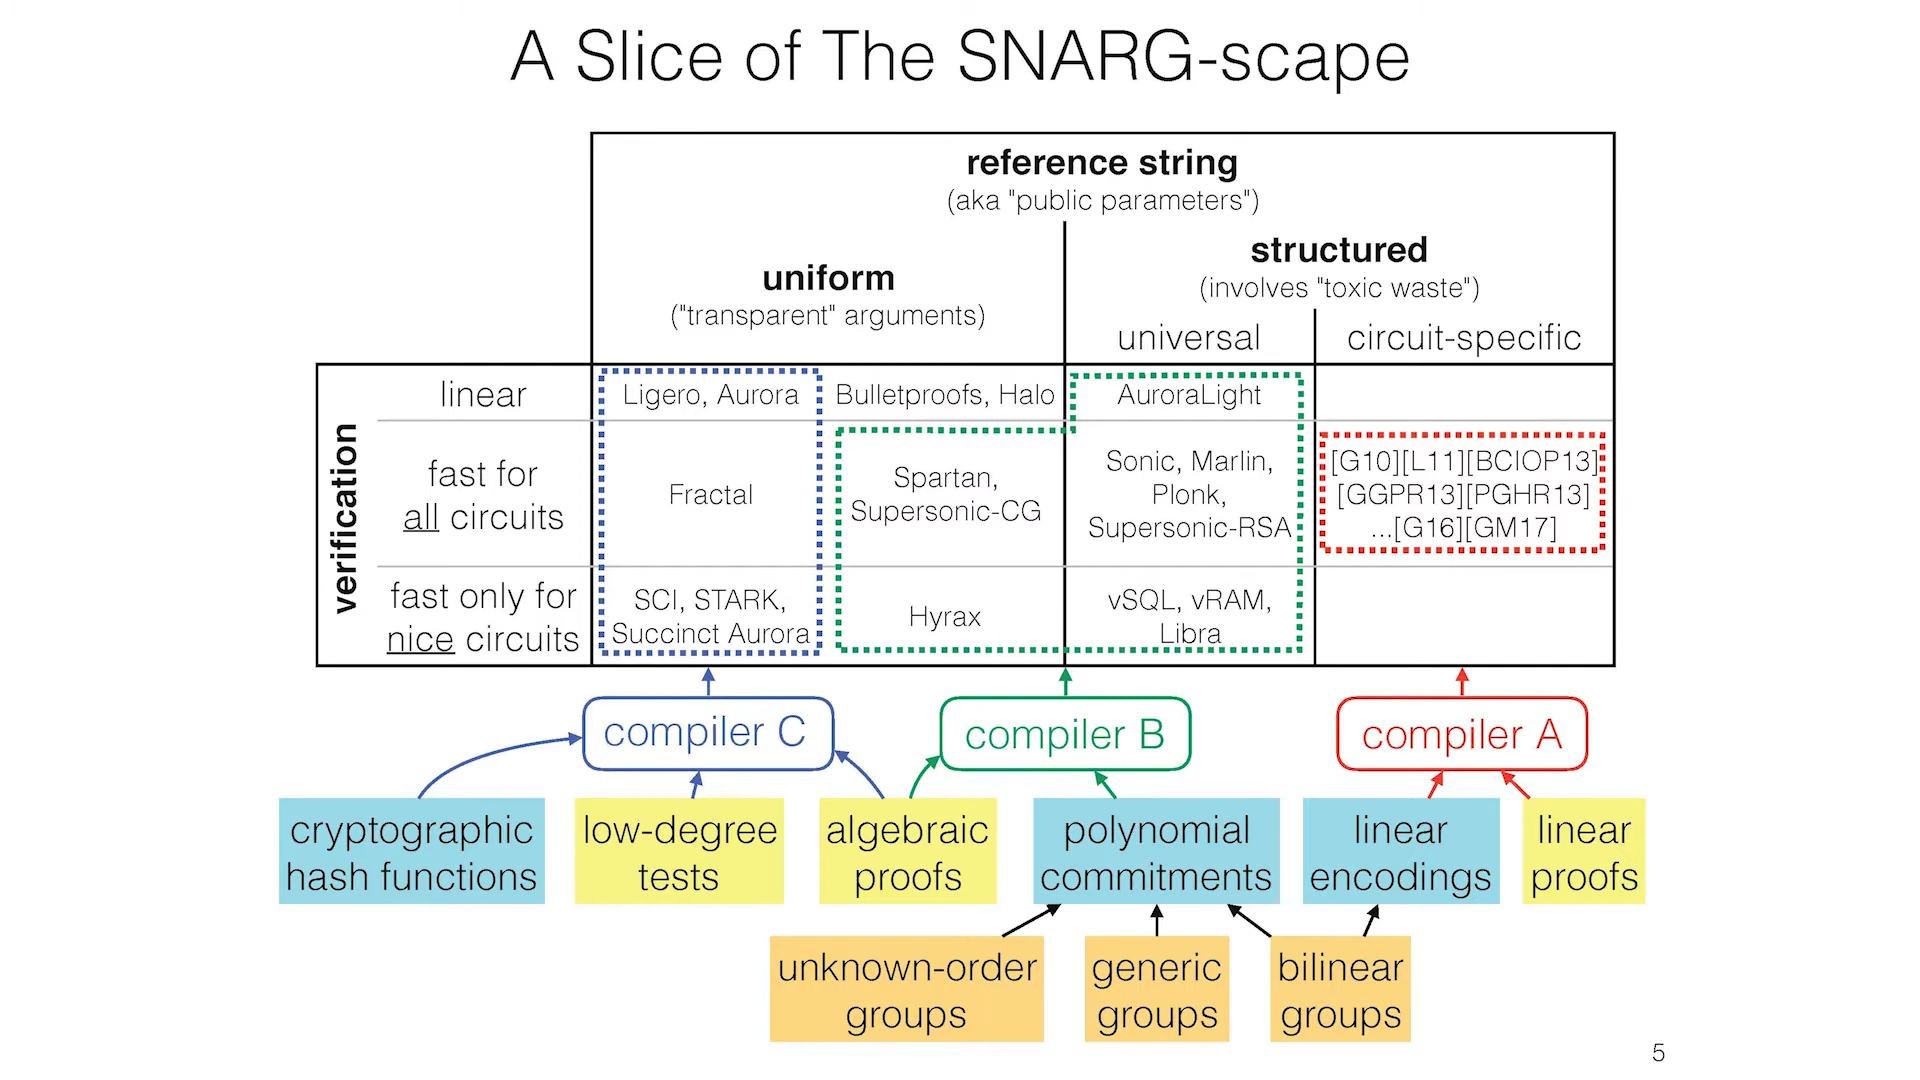 A Slice of The SNARG-scape
reference string
(aka "public parameters")
uniform
("transparent" arguments)
structured
(involves "toxic waste")
universal
circuit-specific
verification
linear
Ligero, Aurora
Bulletproofs, Halo
AuroraLight
fast for
all circuits
Fractal
Spartan,
Supersonic-CG
Sonic, Marlin,
Plonk,
Supersonic-RSA
[G10][L11][BCIOP13]
[GGPR13][PGHR13]
...[G16][GM17]
fast only for
nice circuits
SCI, STARK,
Succinct Aurora
Hyrax
vSQL, vRAM,
Libra
compiler C
compiler B
compiler A
cryptographic
hash functions
low-degree
tests
algebraic
proofs
polynomial
commitments
linear
encodings
linear
proofs
unknown-order
groups
generic
groups
bilinear
groups
5